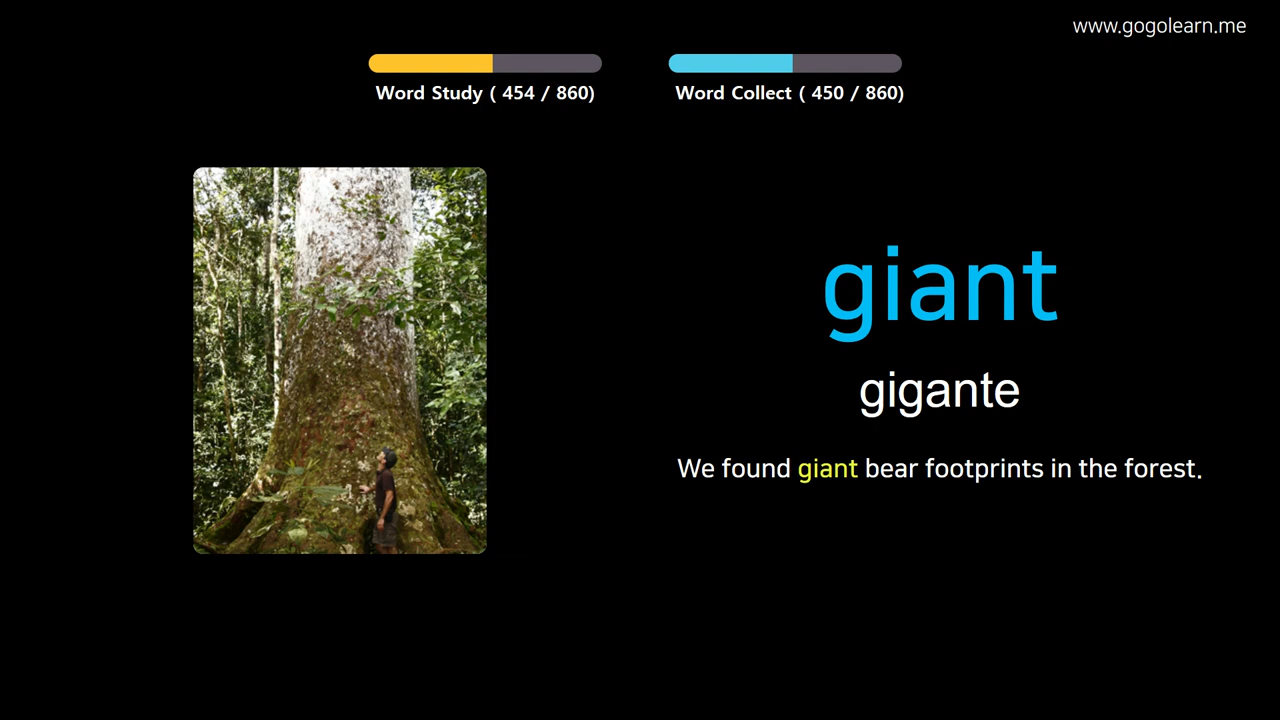 www.gogolearn.me
Word Study ( 454 / 860)
Word Collect ( 450 / 860)
giant
gigante
We found giant bear footprints in the forest.